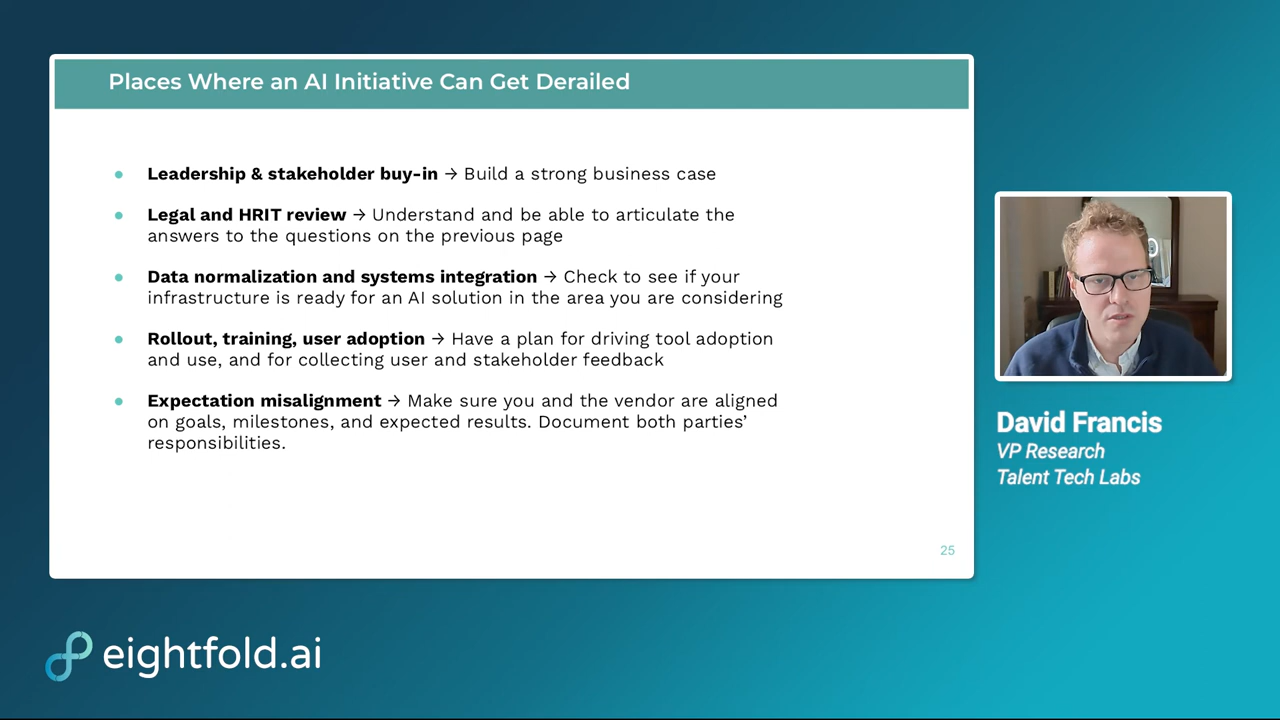 Places Where an AI Initiative Can Get Derailed
● Leadership & stakeholder buy-in → Build a strong business case
● Legal and HRIT review → Understand and be able to articulate the
answers to the questions on the previous page
● Data normalization and systems integration → Check to see if your
infrastructure is ready for an AI solution in the area you are considering
● Rollout, training, user adoption → Have a plan for driving tool adoption
and use, and for collecting user and stakeholder feedback
● Expectation misalignment → Make sure you and the vendor are aligned
on goals, milestones, and expected results. Document both parties’
responsibilities.
25
David Francis
VP Research
Talent Tech Labs
eightfold.ai